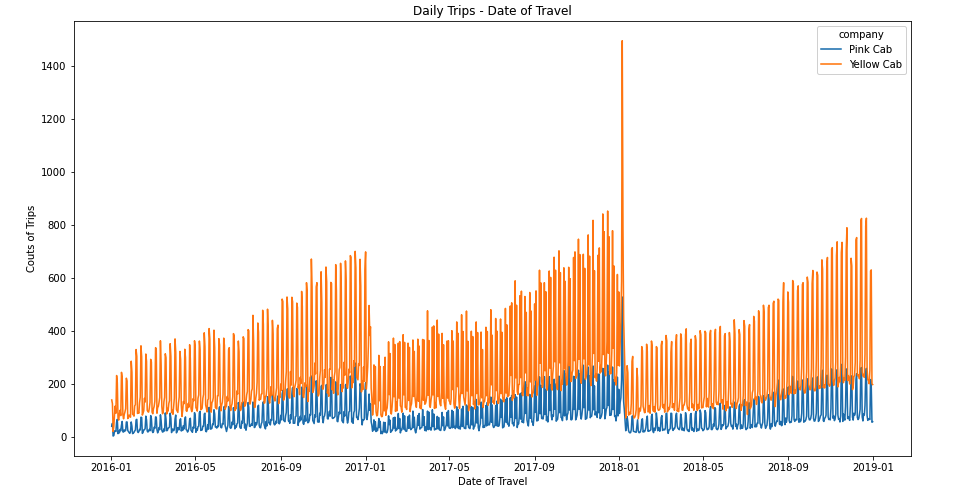 Daily Trips - Date of Travel
company
Pink Cab
Yellow Cab
Couts of Trips
1400
1200
1000
800
600
400
200
0
2016-01 2016-05 2016-09 2017-01 2017-05 2017-09 2018-01 2018-05 2018-09 2019-01
Date of Travel